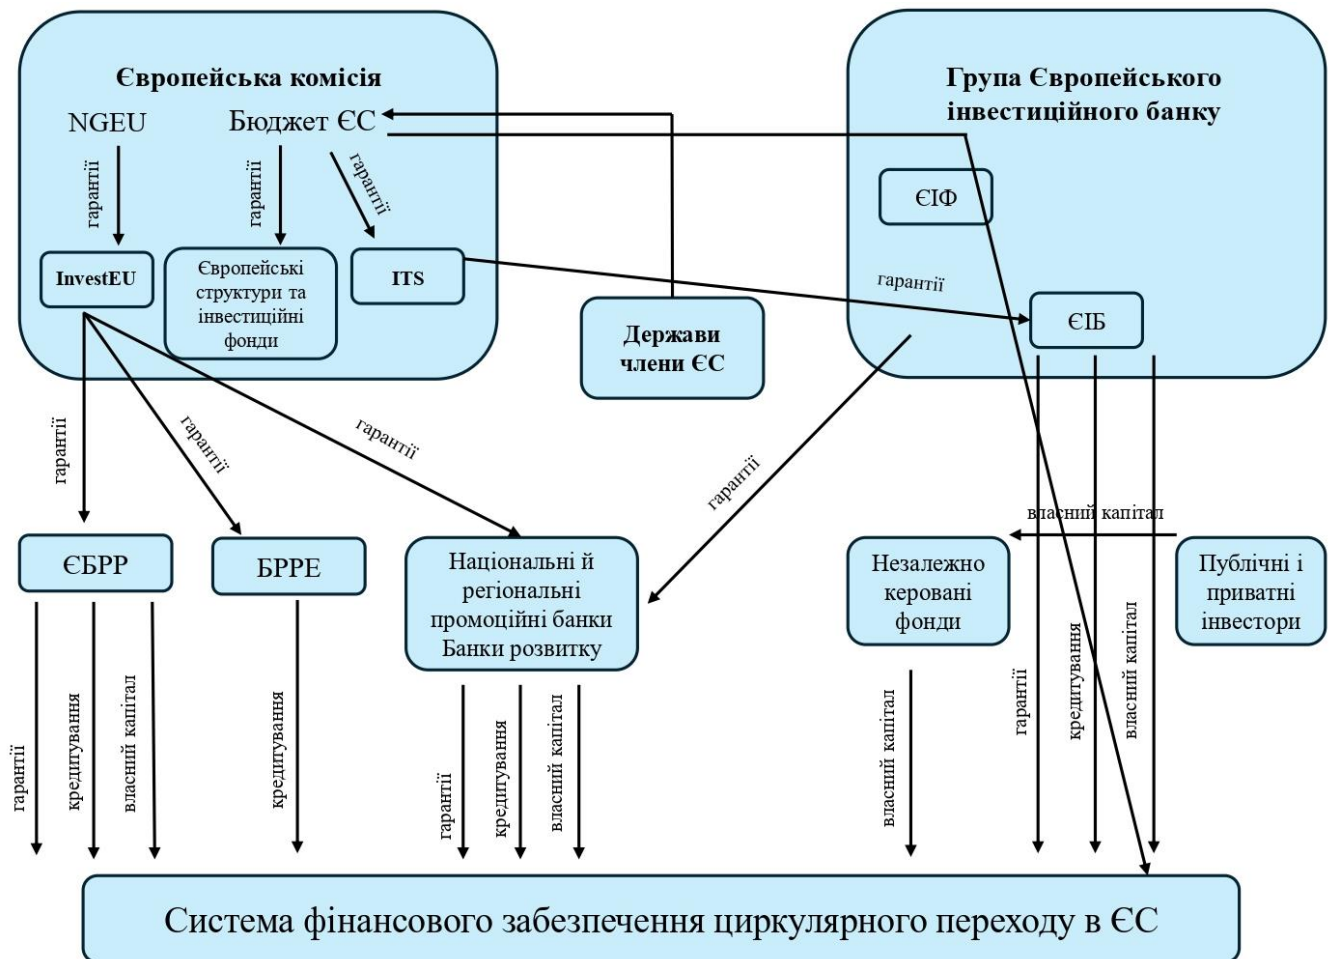 Європейська комісія
NGEU
Бюджет ЄС
гарантії
гарантії
гарантії
InvestEU
Європейські
структури та
інвестиційні
фонди
ITS
Група Європейського
інвестиційного банку
ЄІФ
гарантії
ЄІБ
Держави
члени ЄС
гарантії
гарантії
гарантії
гарантії
власний капітал
ЄБРР
БРРЕ
Національні й
регіональні
промоційні банки
Банки розвитку
Незалежно
керовані
фонди
Публічні і
приватні
інвестори
гарантії
кредитування
власний капітал
кредитування
гарантії
кредитування
власний капітал
власний капітал
гарантії
кредитування
власний капітал
Система фінансового забезпечення циркулярного переходу в ЄС